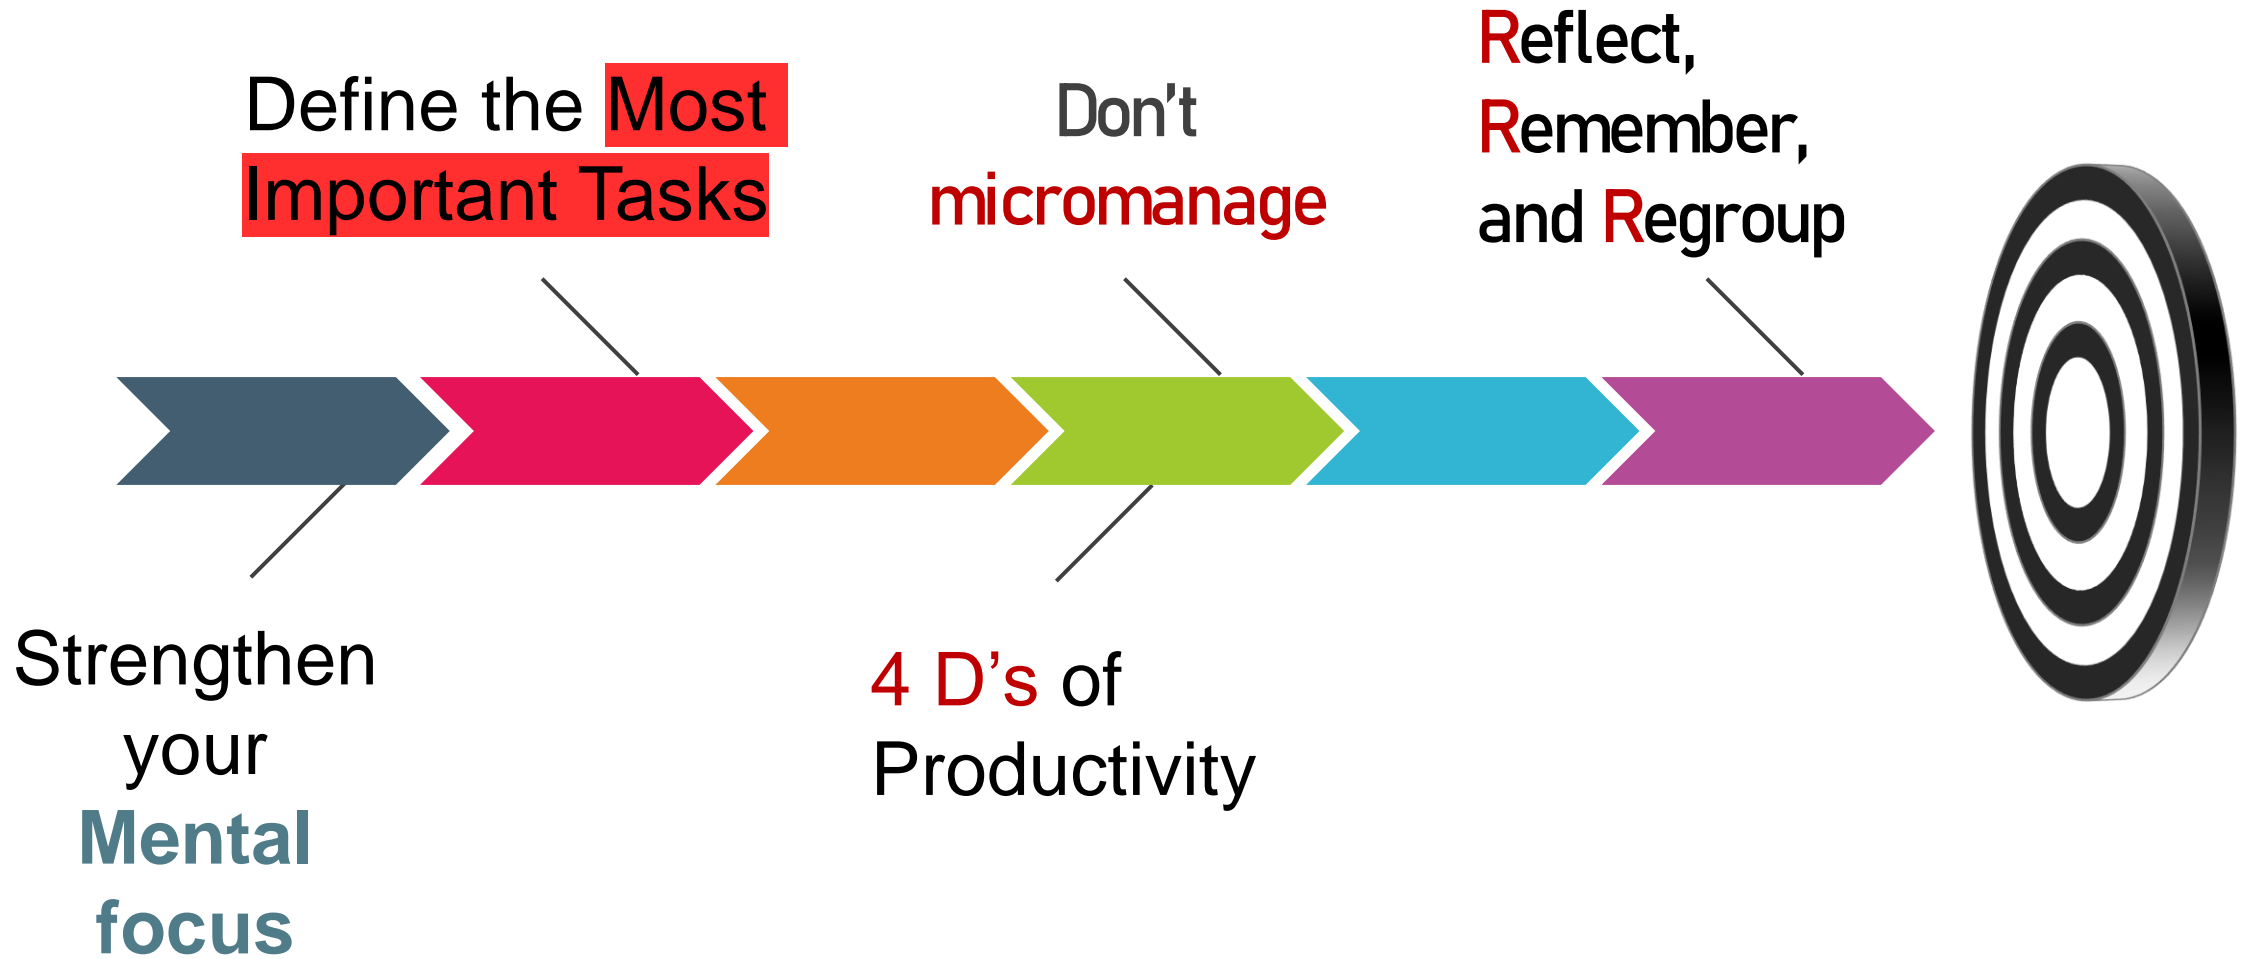 Define the Most
Important Tasks
Don't
micromanage
Reflect,
Remember,
and Regroup
Strengthen
your
Mental
focus
4 D’s of
Productivity